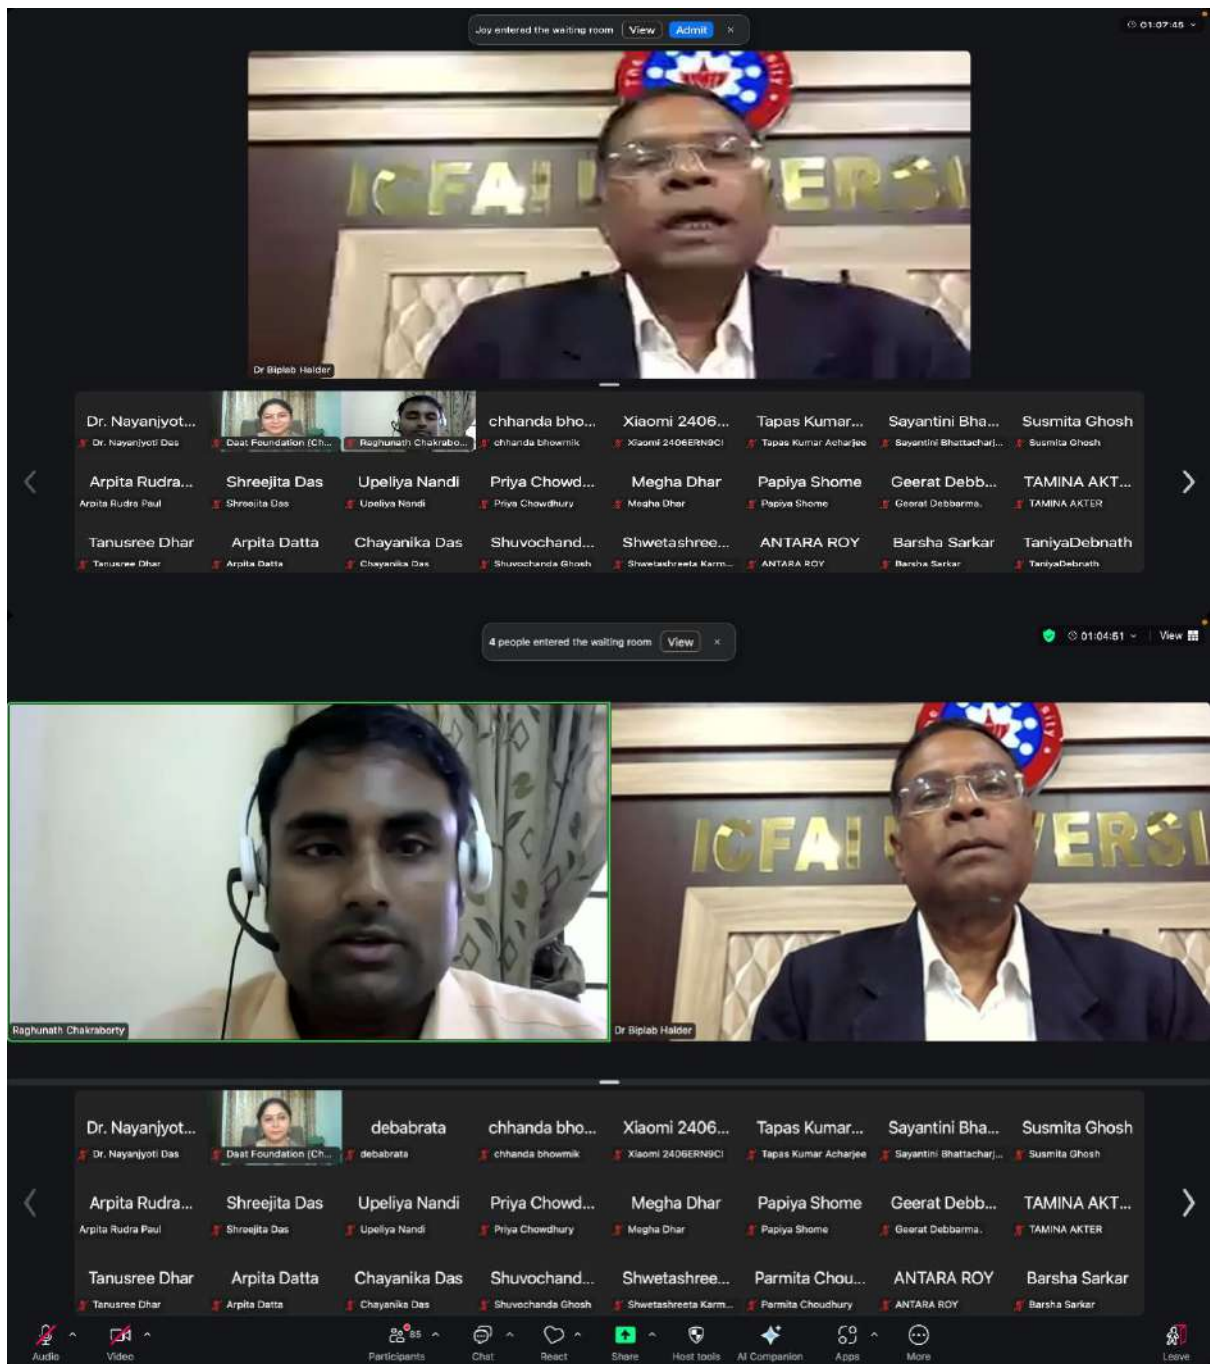 Joy entered the waiting room View Admit ×
01:07:45
The
sity
ICFAI U ERSI
Dr Biplab Halder
Dr. Nayanjyot... chhanda bho... Xiaomi 2406... Tapas Kumar... Sayantini Bha... Susmita Ghosh
Dr. Nayanjyoti Das Daat Foundation (Ch... Raghunath Chakrabo... chhanda bhowmik Xiaomi 2406ERN9CI Tapas Kumar Acharjee Sayantini Bhattacharj... Susmita Ghosh
Arpita Rudra... Shreejita Das Upeliya Nandi Priya Chowd... Megha Dhar Papiya Shome Geerat Debb... TAMINA AKT...
Arpita Rudra Paul Shreejita Das Upeliya Nandi Priya Chowdhury Megha Dhar Papiya Shome Geerat Debbarma. TAMINA AKTER
Tanusree Dhar Arpita Datta Chayanika Das Shuvochand... Shwetashree... ANTARA ROY Barsha Sarkar TaniyaDebnath
Tanusree Dhar Arpita Datta Chayanika Das Shuvochanda Ghosh Shwetashreeta Karm... ANTARA ROY Barsha Sarkar TaniyaDebnath
4 people entered the waiting room View ×
01:04:51 View
sity
ICFAI U VERSI
Raghunath Chakraborty Dr Biplab Halder
Dr. Nayanjyot... debabrata chhanda bho... Xiaomi 2406... Tapas Kumar... Sayantini Bha... Susmita Ghosh
Dr. Nayanjyoti Das Daat Foundation (Ch... debabrata chhanda bhowmik Xiaomi 2406ERN9CI Tapas Kumar Acharjee Sayantini Bhattacharj... Susmita Ghosh
Arpita Rudra... Shreejita Das Upeliya Nandi Priya Chowd... Megha Dhar Papiya Shome Geerat Debb... TAMINA AKT...
Arpita Rudra Paul Shreejita Das Upeliya Nandi Priya Chowdhury Megha Dhar Papiya Shome Geerat Debbarma. TAMINA AKTER
Tanusree Dhar Arpita Datta Chayanika Das Shuvochand... Shwetashree... Parmita Chou... ANTARA ROY Barsha Sarkar
Tanusree Dhar Arpita Datta Chayanika Das Shuvochanda Ghosh Shwetashreeta Karm... Parmita Choudhury ANTARA ROY Barsha Sarkar
85
Audio Video Participants Chat React Share Host tools AI Companion Apps More Leave